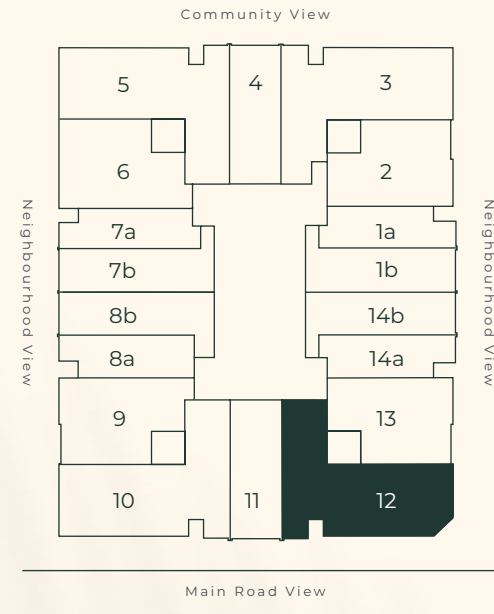 Community View
5
4
3
6
2
Neighbourhood View
Neighbourhood View
7a
1a
7b
1b
8b
14b
8a
14a
9
13
10
11
12
Main Road View